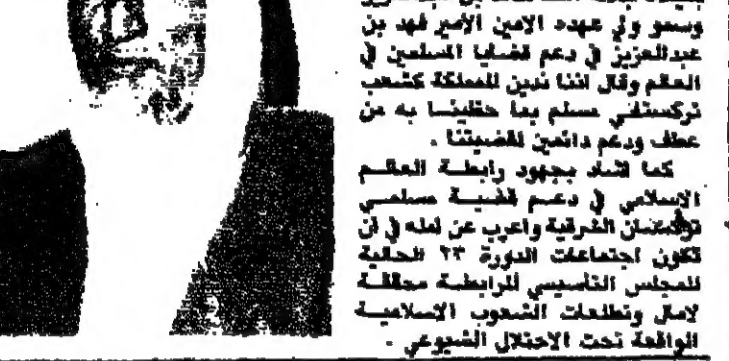 وسمو ولي عهده الامين الامير فهد بن
عبدالعزيز في دعم قضايا المسلمين في
العالم وقال اننا ندين للمملكة كشعب
تركستاني مسلم بما حظينا به من
عطف ودعم دائمين لقضيتنا .
كما اشاد بجهود رابطة العالم
الاسلامي في دعم قضية مسلمي
تركستان الشرقية واعرب عن امله في أن
تكون اجتماعات الدورة ٢٣ الحالية
للمجلس التأسيسي للرابطة محققة
لامال وتطلعات الشعوب الاسلامية
الواقعة تحت الاحتلال الشيوعي .